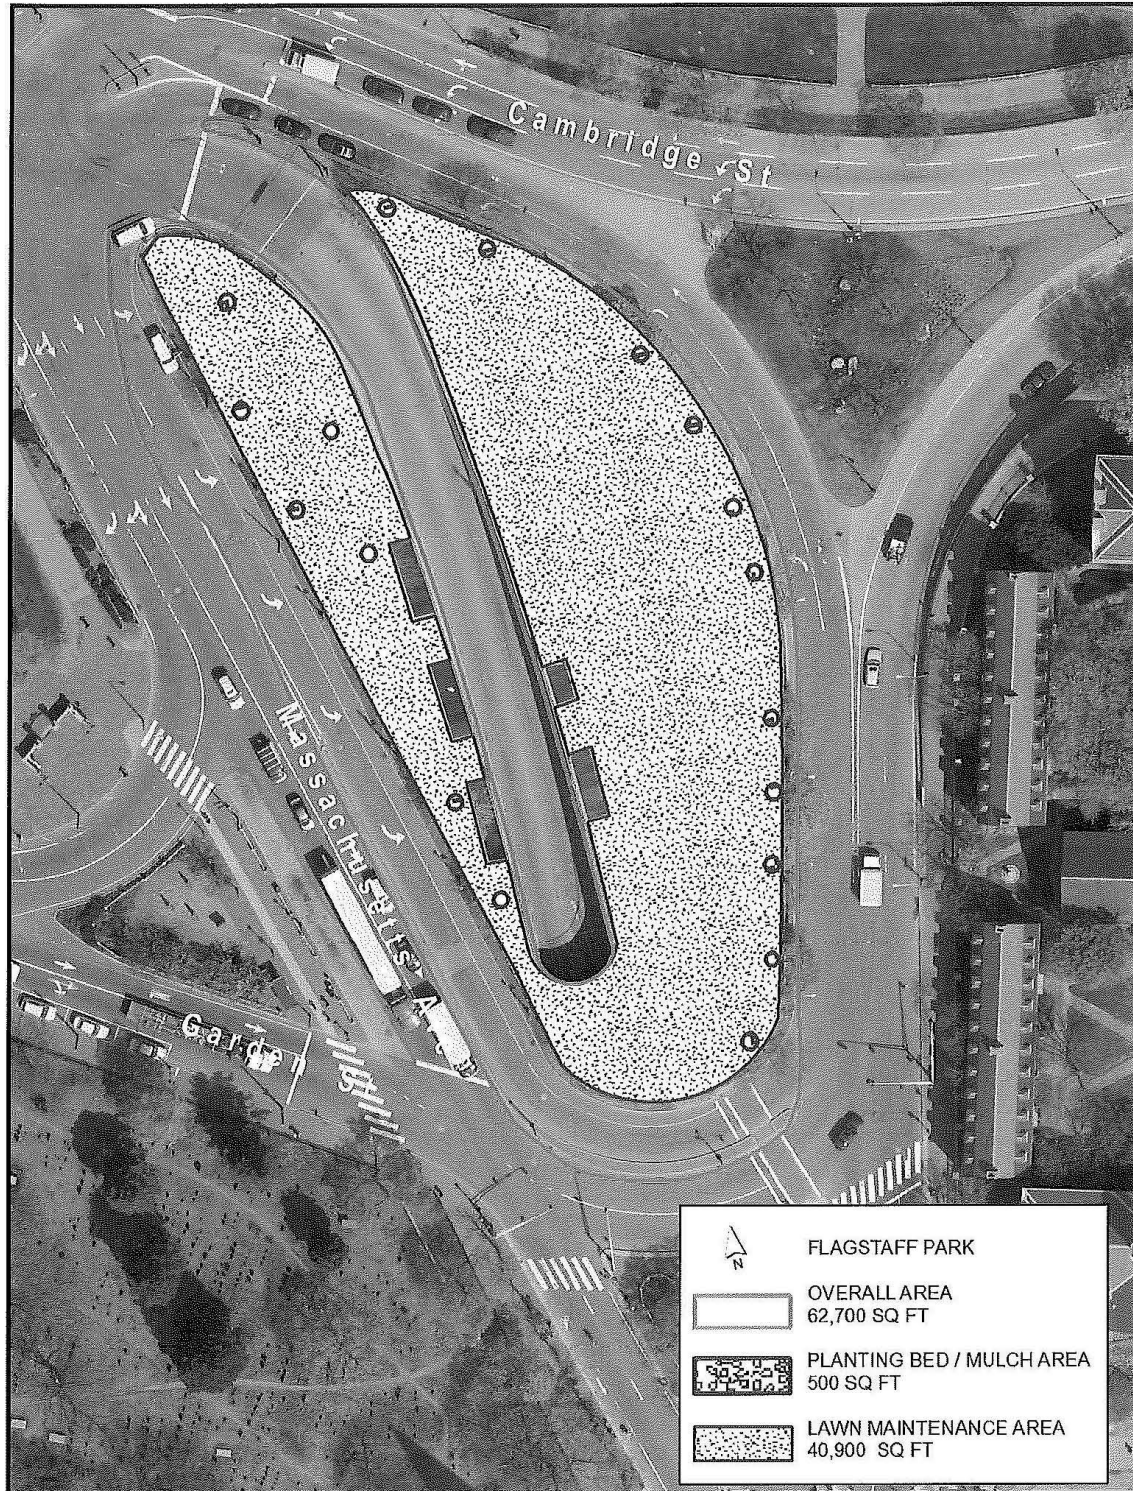 Cambridge St
Massachusetts Ave
Garden
N
FLAGSTAFF PARK
OVERALL AREA
62,700 SQ FT
PLANTING BED / MULCH AREA
500 SQ FT
LAWN MAINTENANCE AREA
40,900 SQ FT